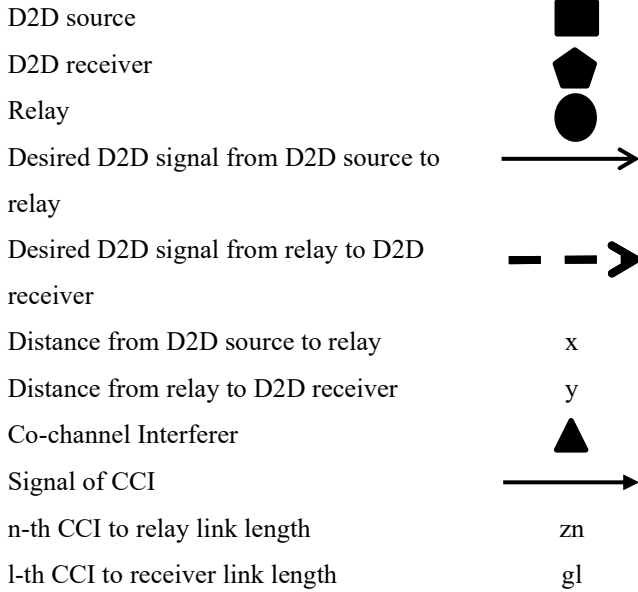 D2D source
D2D receiver
Relay
Desired D2D signal from D2D source to
relay
Desired D2D signal from relay to D2D
receiver
Distance from D2D source to relay x
Distance from relay to D2D receiver y
Co-channel Interferer
Signal of CCI
n-th CCI to relay link length zn
l-th CCI to receiver link length gl